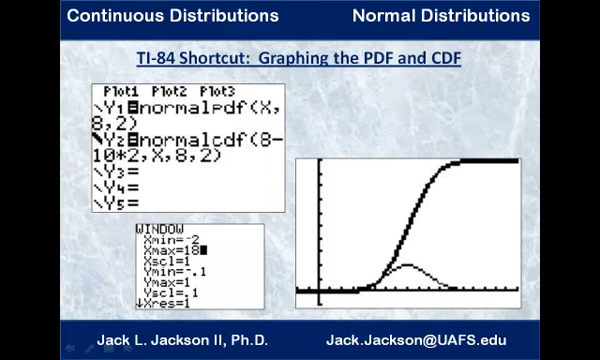 Continuous Distributions
Normal Distributions
TI-84 Shortcut: Graphing the PDF and CDF
Plot1 Plot2 Plot3
\Y1=normalpdf(X,
8,2)
\Y2=normalcdf(8-
10*2,X,8,2)
\Y3=
\Y4=
\Y5=
WINDOW
Xmin=-2
Xmax=18
Xscl=1
Ymin=-.1
Ymax=1
Yscl=.1
↓Xres=1
Jack L. Jackson II, Ph.D.
Jack.Jackson@UAFS.edu